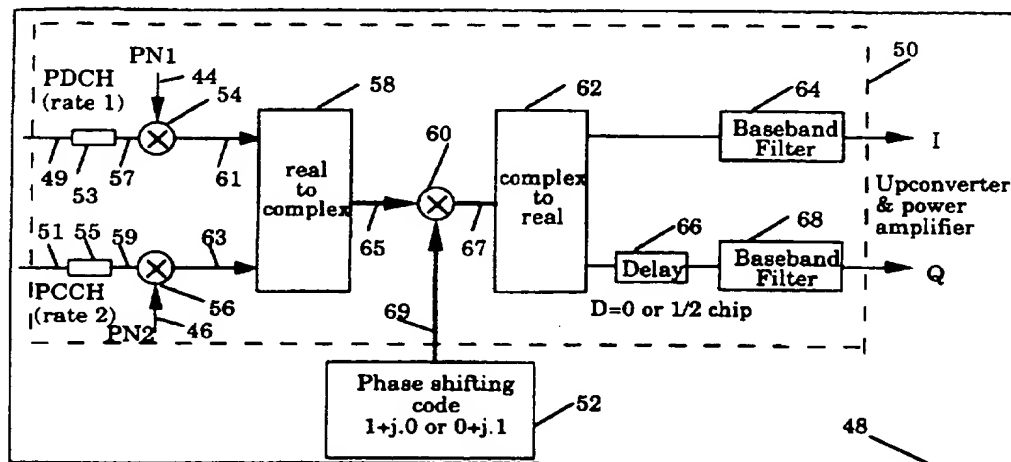 PN1
44
54
58
62
50
PDCH
(rate 1)
64
Baseband
Filter
I
49
53
57
61
60
real
to
complex
complex
to
real
65
67
Upconverter
& power
amplifier
51
55
59
63
66
68
Delay
Baseband
Filter
Q
PCCH
(rate 2)
56
PN2
46
69
D=0 or 1/2 chip
Phase shifting
code
1+j.0 or 0+j.1
52
48